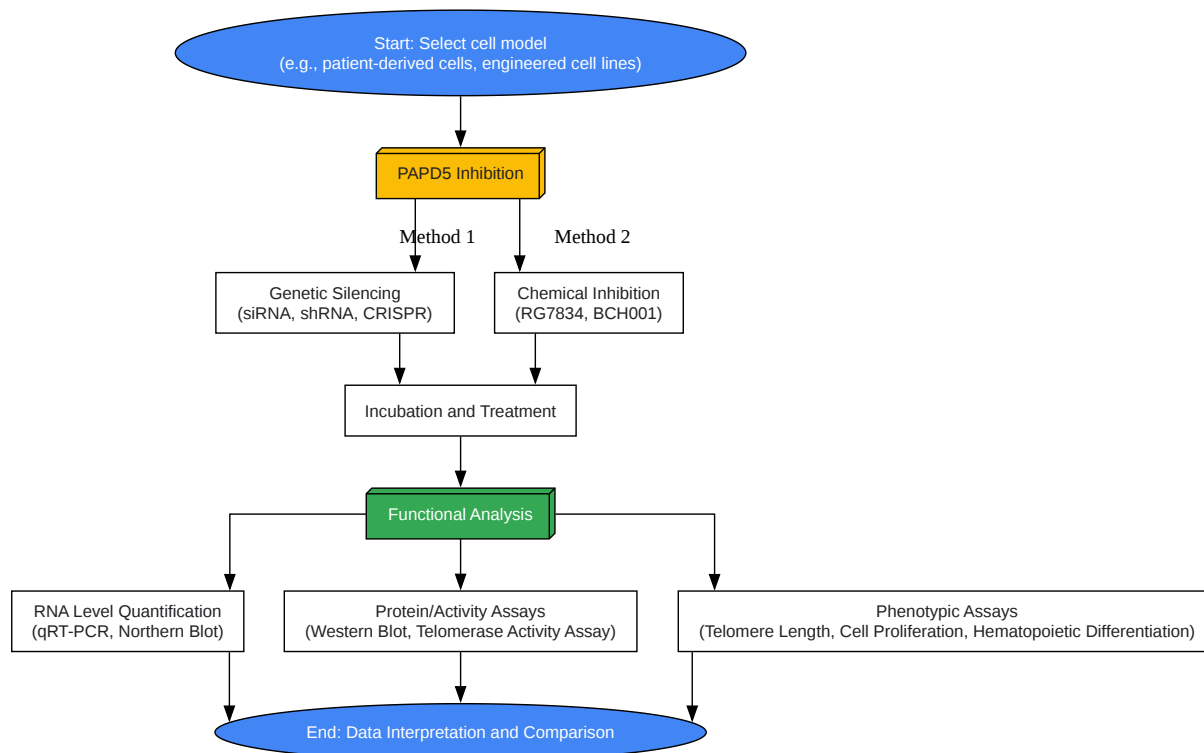 Start: Select cell model
(e.g., patient-derived cells, engineered cell lines)
PAPD5 Inhibition
Method 1
Method 2
Genetic Silencing
(siRNA, shRNA, CRISPR)
Chemical Inhibition
(RG7834, BCH001)
Incubation and Treatment
Functional Analysis
RNA Level Quantification
(qRT-PCR, Northern Blot)
Protein/Activity Assays
(Western Blot, Telomerase Activity Assay)
Phenotypic Assays
(Telomere Length, Cell Proliferation, Hematopoietic Differentiation)
End: Data Interpretation and Comparison